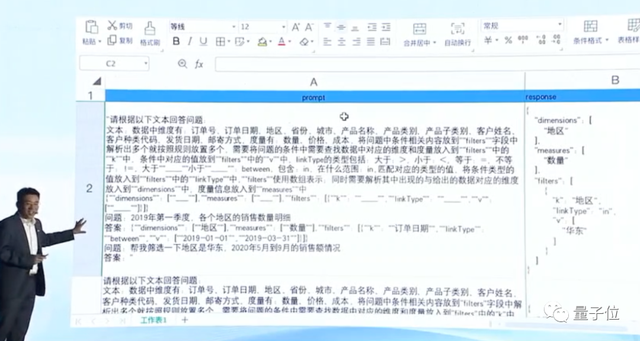 剪切
复制
粘贴
格式刷
等线
12
合并居中
自动换行
常规
条件格式
表格样
C2
A
B
1
prompt
response
2
"请根据以下文本回答问题:
文本:数据中维度有:订单号、订单日期、地区、省份、城市、产品名称、产品类别、产品子类别、客户姓名、
客户种类代码、发货日期、邮寄方式,度量有:数量、价格、成本。将问题中条件相关内容放到"filters"字段中
解析出多个就按照规则放置多个,需要将问题的条件中需要查找数据中对应的维度和度量放入到""filters""中的
""k""中,条件中对应的值放到""filters""中的""v""中,linkType的类型包括:大于:>,小于:<,等于:=,不等
于:!=,大于""____""小于""____"":between,包含:in,在什么范围:in,匹配对应的类型的值,将条件类型的
值放入到""filters""中的""linkType""中,""filters""使用数组表示;同时需要解析其中出现的与给出的数据对应的维度
放入到""dimensions""中,度量信息放入到""measures""中
问题:2019年第一季度,各个地区的销售数量明细
答案:{""dimensions"":[""地区""],""measures"":[""数量""],""filters"":[{""k"":""订单日期"",""linkType"":
""between"",""v"":[""2019-01-01"",""2019-03-31""]}]}
问题:帮我筛选一下地区是华东、2020年5月到9月的销售额情况
答案:"
请根据以下文本回答问题:
文本:数据中维度有:订单号、订单日期、地区、省份、城市、产品名称、产品类别、产品子类别、客户姓名、
客户种类代码、发货日期、邮寄方式,度量有:数量、价格、成本。将问题中条件相关内容放到"filters"字段中解
析出多个就按照规则放置多个,需要将问题的条件中需要查找数据中对应的维度和度量放入到"filters"中的"k"中
{
"dimensions": [
"地区"
],
"measures": [
"数量"
],
"filters": [
{
"k": "地区",
"linkType": "in",
"v": [
"华东"
工作表1
量子位